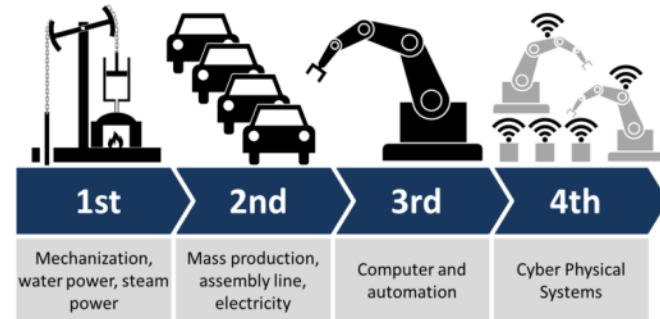 1st
2nd
3rd
4th
Mechanization,
water power, steam
power
Mass production,
assembly line,
electricity
Computer and
automation
Cyber Physical
Systems